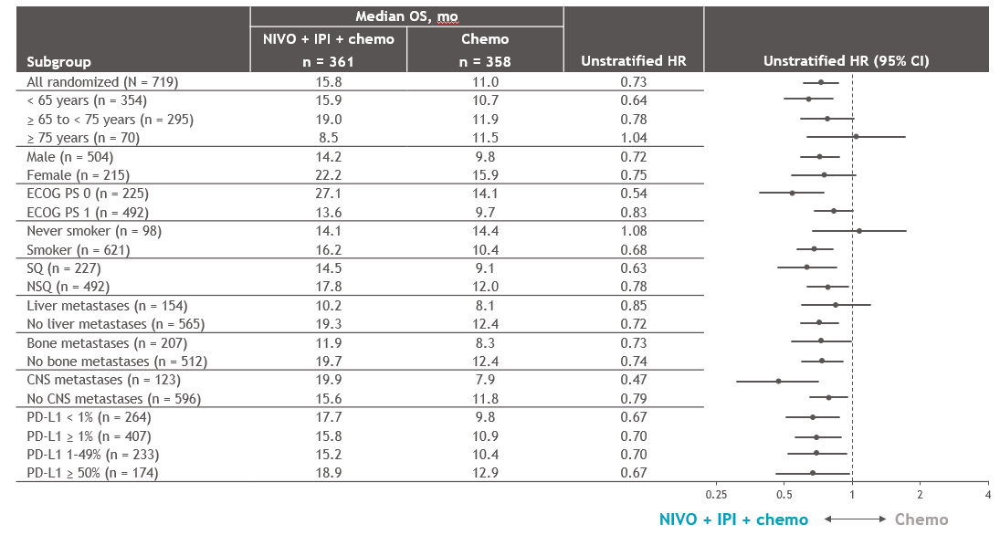 Median OS, mo
NIVO + IPI + chemo Chemo
Subgroup n = 361 n = 358 Unstratified HR Unstratified HR (95% CI)
All randomized (N = 719) 15.8 11.0 0.73
< 65 years (n = 354) 15.9 10.7 0.64
≥ 65 to < 75 years (n = 295) 19.0 11.9 0.78
≥ 75 years (n = 70) 8.5 11.5 1.04
Male (n = 504) 14.2 9.8 0.72
Female (n = 215) 22.2 15.9 0.75
ECOG PS 0 (n = 225) 27.1 14.1 0.54
ECOG PS 1 (n = 492) 13.6 9.7 0.83
Never smoker (n = 98) 14.1 14.4 1.08
Smoker (n = 621) 16.2 10.4 0.68
SQ (n = 227) 14.5 9.1 0.63
NSQ (n = 492) 17.8 12.0 0.78
Liver metastases (n = 154) 10.2 8.1 0.85
No liver metastases (n = 565) 19.3 12.4 0.72
Bone metastases (n = 207) 11.9 8.3 0.73
No bone metastases (n = 512) 19.7 12.4 0.74
CNS metastases (n = 123) 19.9 7.9 0.47
No CNS metastases (n = 596) 15.6 11.8 0.79
PD-L1 < 1% (n = 264) 17.7 9.8 0.67
PD-L1 ≥ 1% (n = 407) 15.8 10.9 0.70
PD-L1 1-49% (n = 233) 15.2 10.4 0.70
PD-L1 ≥ 50% (n = 174) 18.9 12.9 0.67
0.25 0.5 1 2 4
NIVO + IPI + chemo Chemo